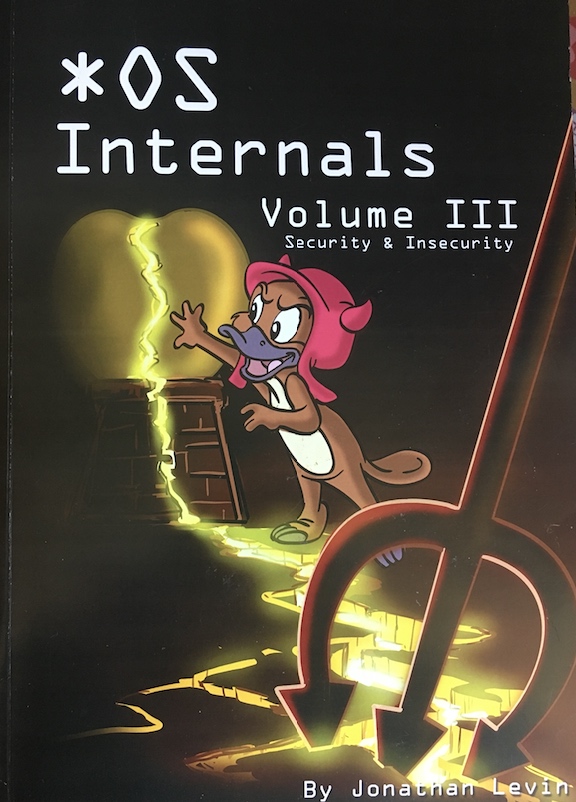 *OS
Internals
Volume III
Security & Insecurity
By Jonathan Levin